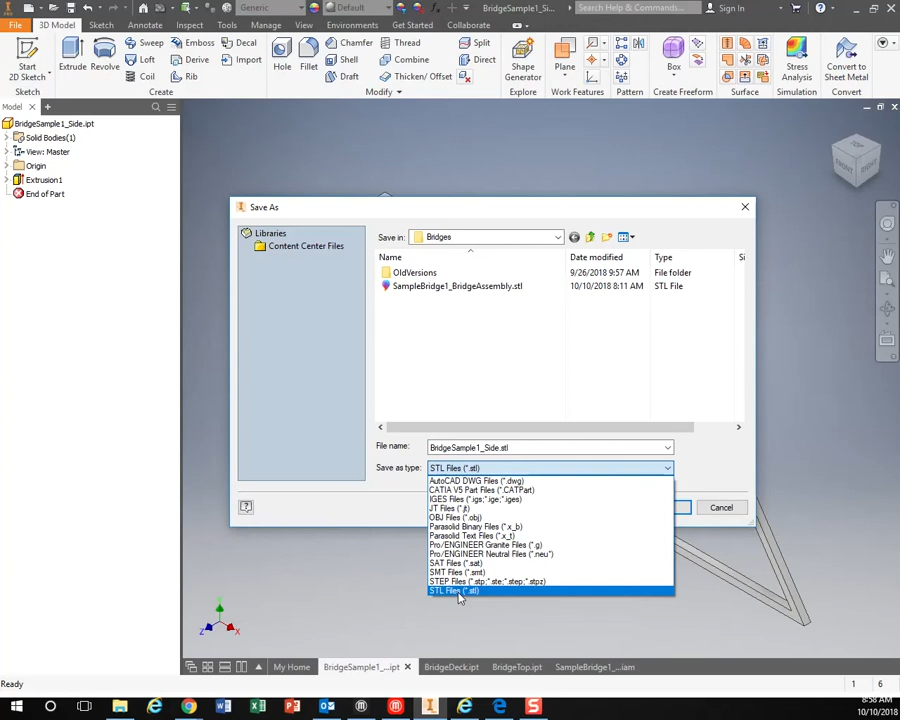 Generic
Default
BridgeSample1_Si...
Search Help & Commands...
Sign In
File
3D Model
Sketch
Annotate
Inspect
Tools
Manage
View
Environments
Get Started
Collaborate
Start
2D Sketch
Extrude
Revolve
Sweep
Emboss
Decal
Loft
Derive
Import
Coil
Rib
Hole
Fillet
Chamfer
Thread
Split
Shell
Combine
Direct
Draft
Thicken/ Offset
Shape
Generator
Plane
Box
Stress
Analysis
Convert to
Sheet Metal
Create
Modify
Explore
Work Features
Pattern
Create Freeform
Surface
Simulation
Convert
Model
BridgeSample1_Side.ipt
Solid Bodies(1)
View: Master
Origin
Extrusion1
End of Part
TOP
FRONT
RIGHT
Save As
Libraries
Content Center Files
Save in:
Bridges
Name
Date modified
Type
Si
OldVersions
9/26/2018 9:57 AM
File folder
SampleBridge1_BridgeAssembly.stl
10/10/2018 8:11 AM
STL File
File name:
BridgeSample1_Side.stl
Save as type:
STL Files (*.stl)
AutoCAD DWG Files (*.dwg)
CATIA V5 Part Files (*.CATPart)
IGES Files (*.igs;*.ige;*.iges)
JT Files (*.jt)
OBJ Files (*.obj)
Parasolid Binary Files (*.x_b)
Parasolid Text Files (*.x_t)
Pro/ENGINEER Granite Files (*.g)
Pro/ENGINEER Neutral Files (*.neu*)
SAT Files (*.sat)
SMT Files (*.smt)
STEP Files (*.stp;*.ste;*.step;*.stpz)
STL Files (*.stl)
Cancel
Z
X
My Home
BridgeSample1_...ipt
BridgeDeck.ipt
BridgeTop.ipt
SampleBridge1_...iam
Ready
1
6
8:58 AM
10/10/2018